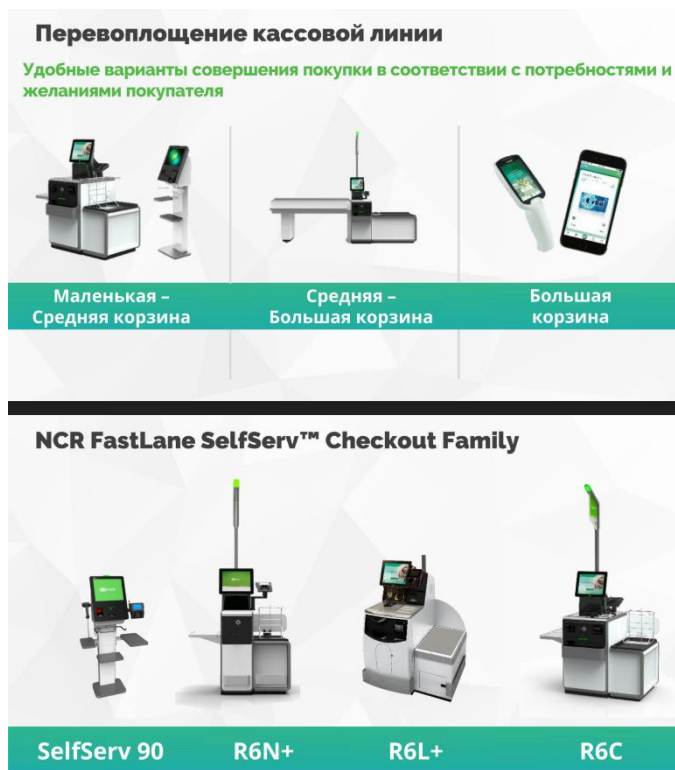 Перевоплощение кассовой линии
Удобные варианты совершения покупки в соответствии с потребностями и
желаниями покупателя
Маленькая –
Средняя корзина
Средняя –
Большая корзина
Большая
корзина
NCR FastLane SelfServ™ Checkout Family
SelfServ 90
R6N+
R6L+
R6C